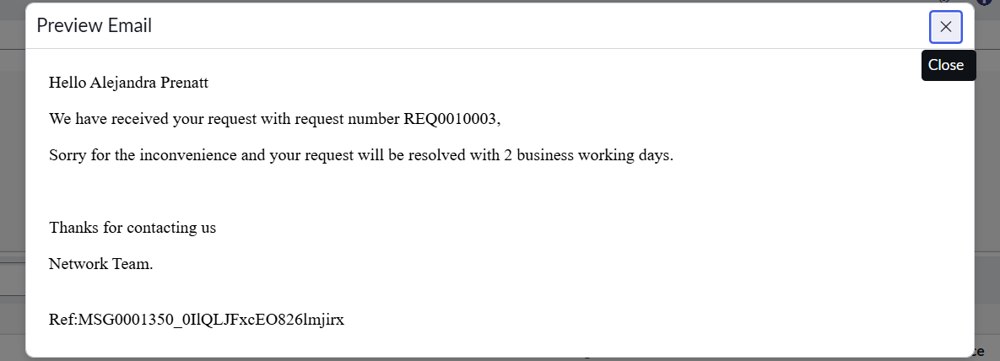 Preview Email
Close
Hello Alejandra Prenatt
We have received your request with request number REQ0010003,
Sorry for the inconvenience and your request will be resolved with 2 business working days.
Thanks for contacting us
Network Team.
Ref:MSG0001350_0IlQLJFxcEO826lmjirx